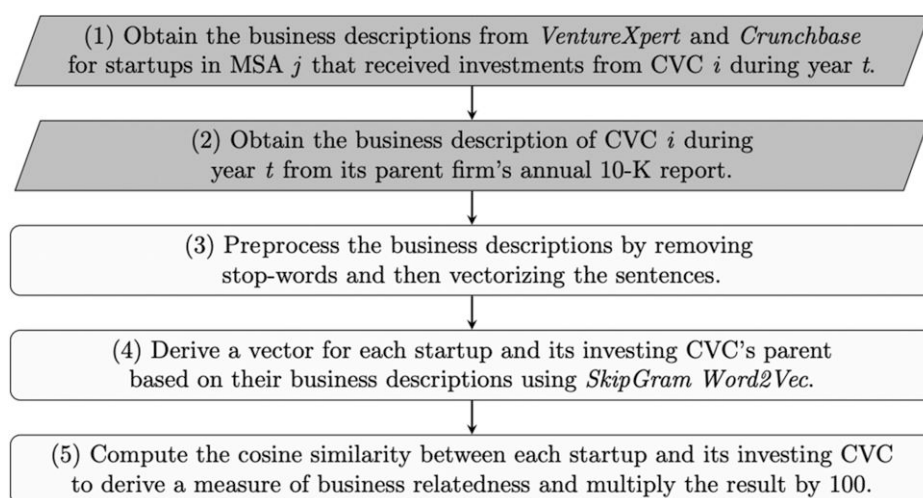 (1) Obtain the business descriptions from VentureXpert and Crunchbase
for startups in MSA j that received investments from CVC i during year t.
(2) Obtain the business description of CVC i during
year t from its parent firm's annual 10-K report.
(3) Preprocess the business descriptions by removing
stop-words and then vectorizing the sentences.
(4) Derive a vector for each startup and its investing CVC's parent
based on their business descriptions using SkipGram Word2Vec.
(5) Compute the cosine similarity between each startup and its investing CVC
to derive a measure of business relatedness and multiply the result by 100.